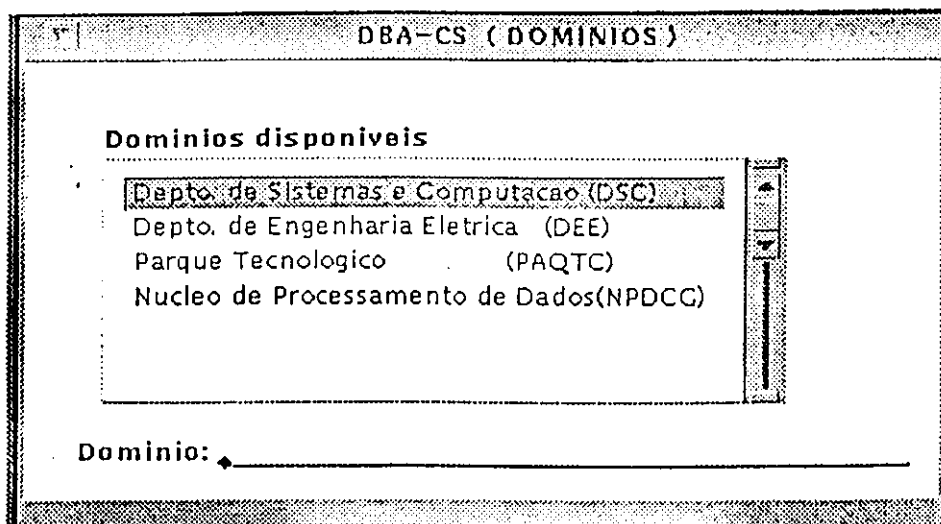 DBA-CS (DOMINIOS)
Dominios disponiveis
Depto. de Sistemas e Computacao (DSC)
Depto. de Engenharia Eletrica (DEE)
Parque Tecnologico (PAQTC)
Nucleo de Processamento de Dados(NPDCG)
Dominio: